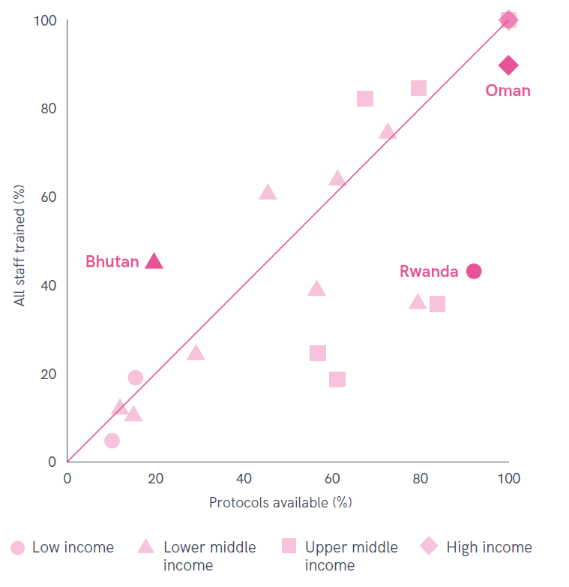 100
80
60
40
20
0
All staff trained (%)
Oman
Bhutan
Rwanda
0 20 40 60 80 100
Protocols available (%)
Low income
Lower middle
income
Upper middle
income
High income